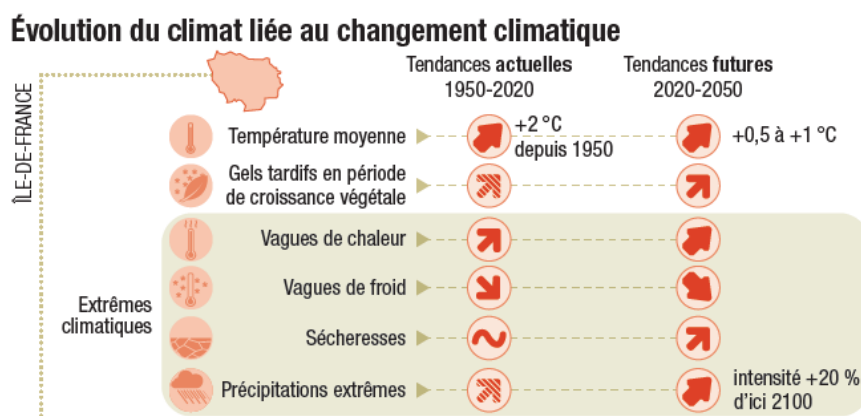 Évolution du climat liée au changement climatique
Tendances actuelles
1950-2020
Tendances futures
2020-2050
ÎLE-DE-FRANCE
Température moyenne
+2 °C
depuis 1950
+0,5 à +1 °C
Gels tardifs en période
de croissance végétale
Extrêmes
climatiques
Vagues de chaleur
Vagues de froid
Sécheresses
Précipitations extrêmes
intensité +20 %
d'ici 2100